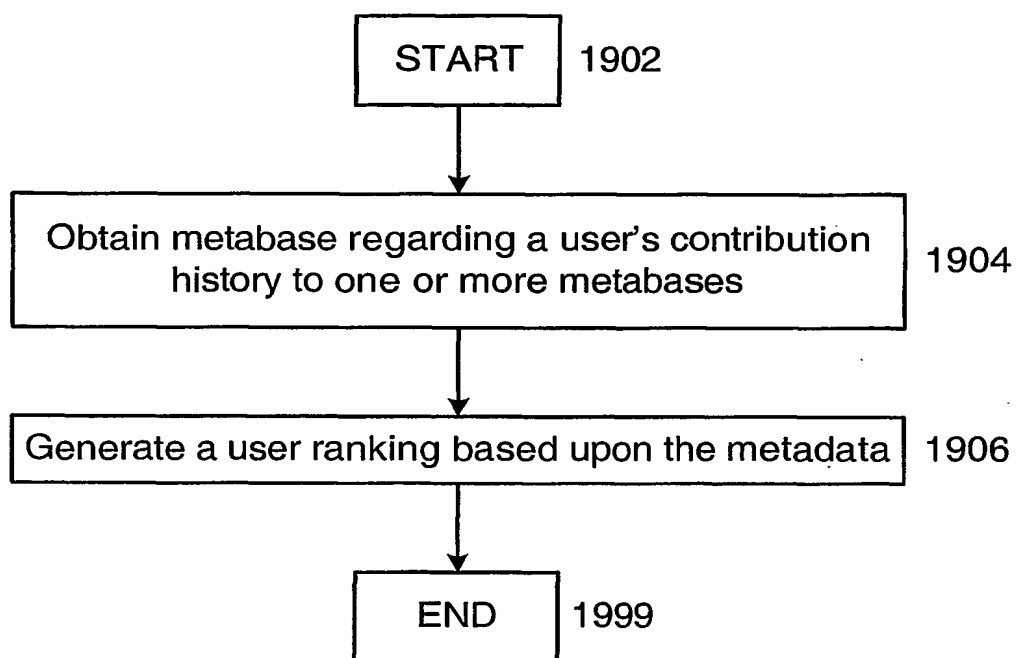 START 1902
Obtain metabase regarding a user's contribution
history to one or more metabases
1904
Generate a user ranking based upon the metadata 1906
END 1999